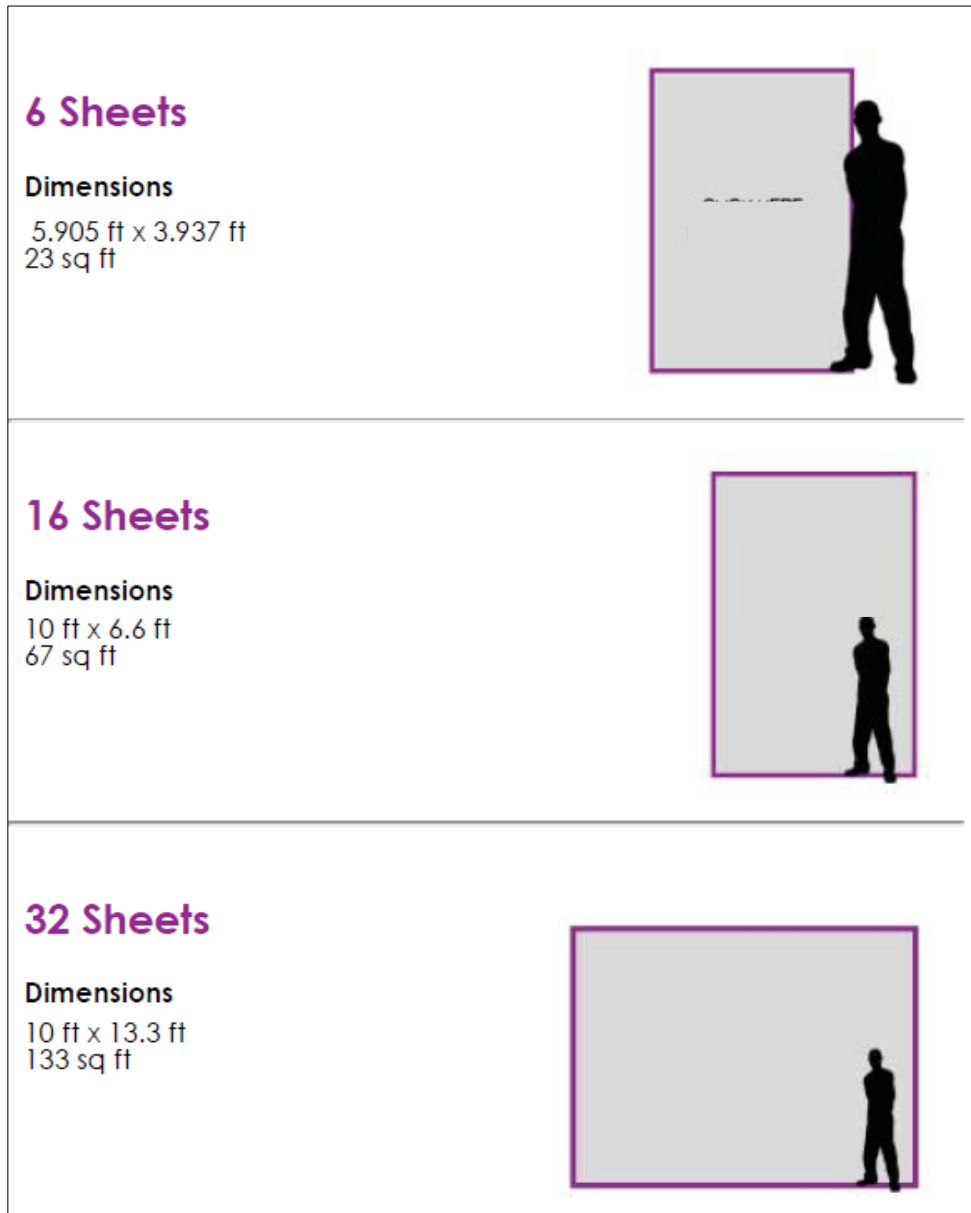 6 Sheets
Dimensions
5.905 ft x 3.937 ft
23 sq ft
16 Sheets
Dimensions
10 ft x 6.6 ft
67 sq ft
32 Sheets
Dimensions
10 ft x 13.3 ft
133 sq ft